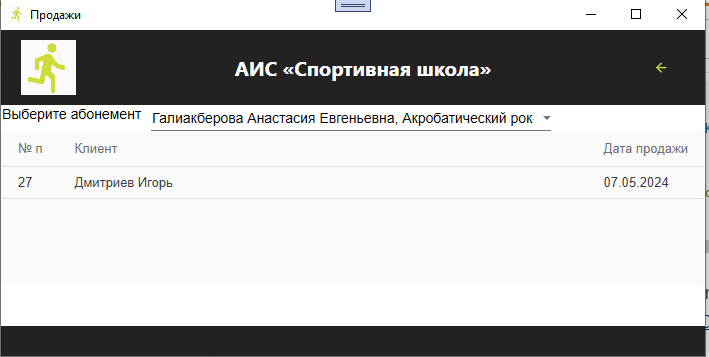 Продажи
АИС «Спортивная школа»
Выберите абонемент Галиакберова Анастасия Евгеньевна, Акробатический рок-
№ п Клиент Дата продажи
27 Дмитриев Игорь 07.05.2024